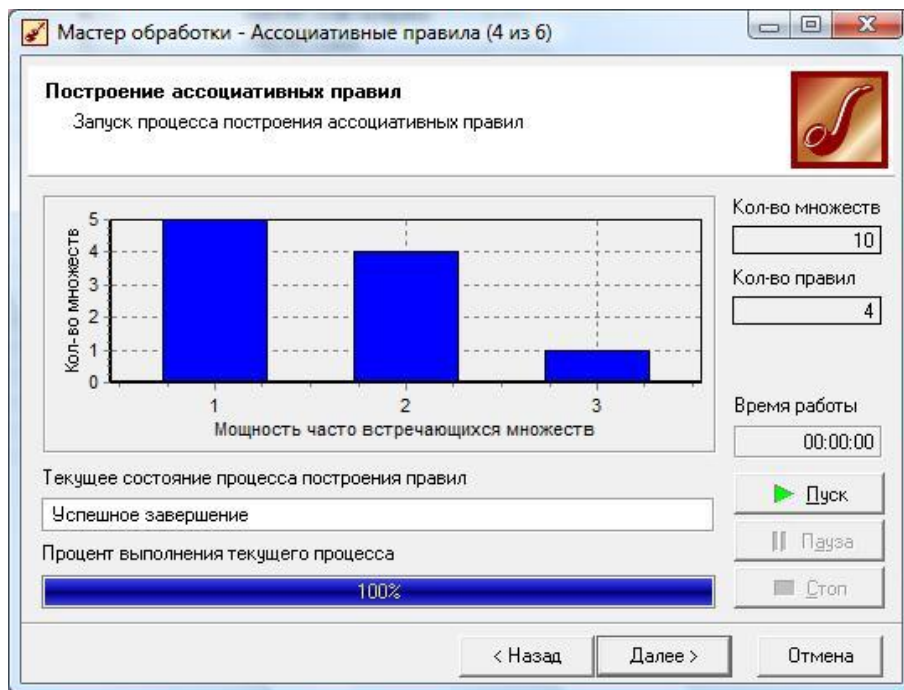 Мастер обработки - Ассоциативные правила (4 из 6)
Построение ассоциативных правил
Запуск процесса построения ассоциативных правил
Кол-во множеств
5
4
3
2
1
0
1 2 3
Мощность часто встречающихся множеств
Кол-во множеств
10
Кол-во правил
4
Время работы
00:00:00
Текущее состояние процесса построения правил
Успешное завершение
Процент выполнения текущего процесса
100%
Пуск
Пауза
Стоп
< Назад
Далее >
Отмена